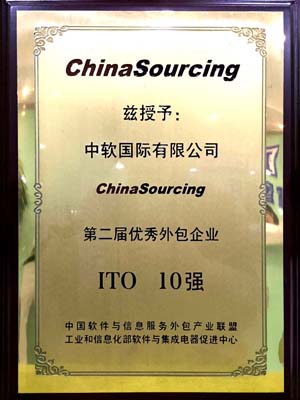 ChinaSourcing
兹授予：
中软国际有限公司
ChinaSourcing
第二届优秀外包企业
ITO 10强
中国软件与信息服务外包产业联盟
工业和信息化部软件与集成电器促进中心